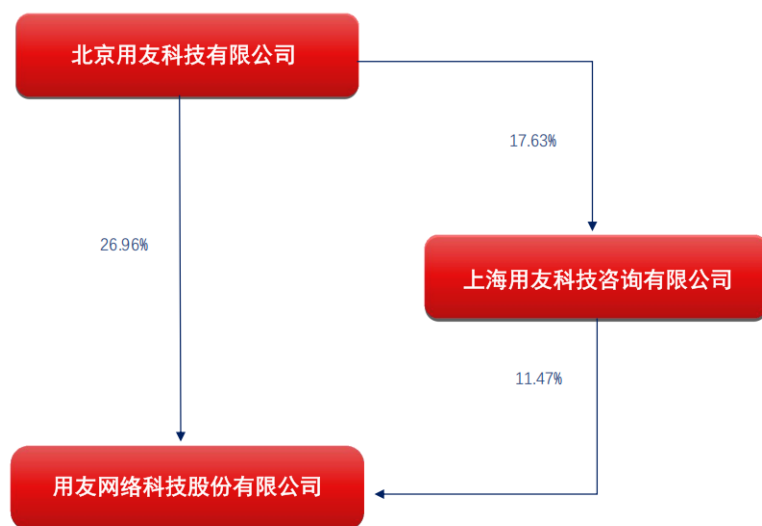 北京用友科技有限公司
17.63%
26.96%
上海用友科技咨询有限公司
11.47%
用友网络科技股份有限公司